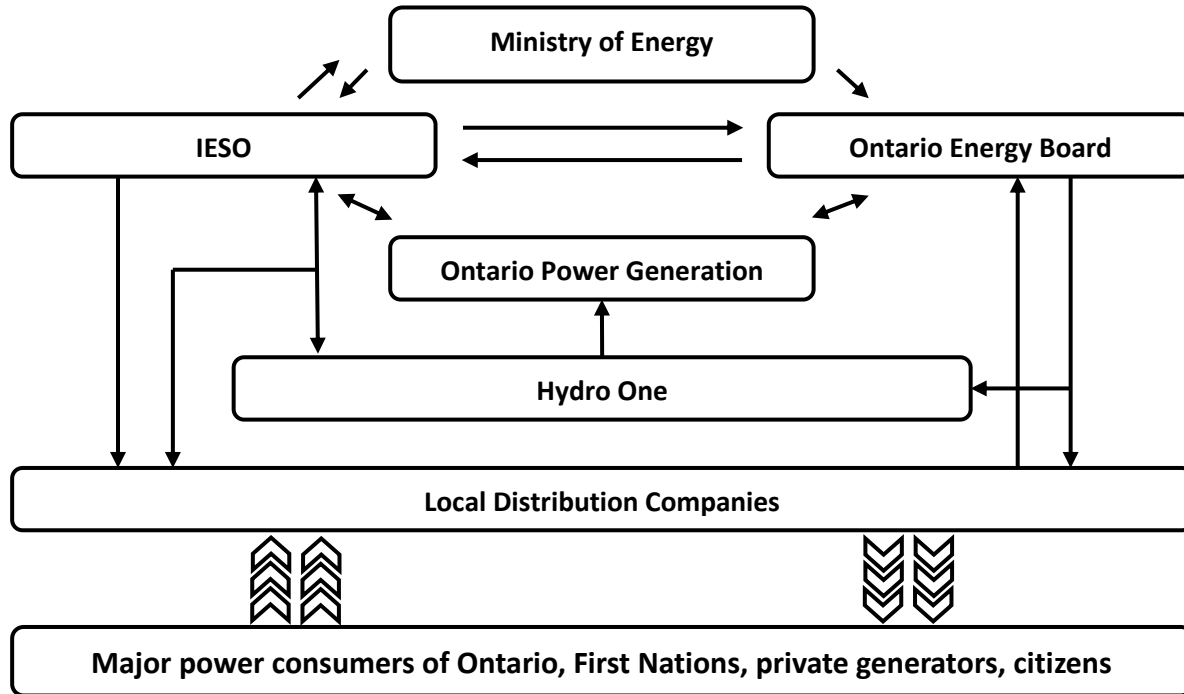 Ministry of Energy
IESO
Ontario Energy Board
Ontario Power Generation
Hydro One
Local Distribution Companies
Major power consumers of Ontario, First Nations, private generators, citizens